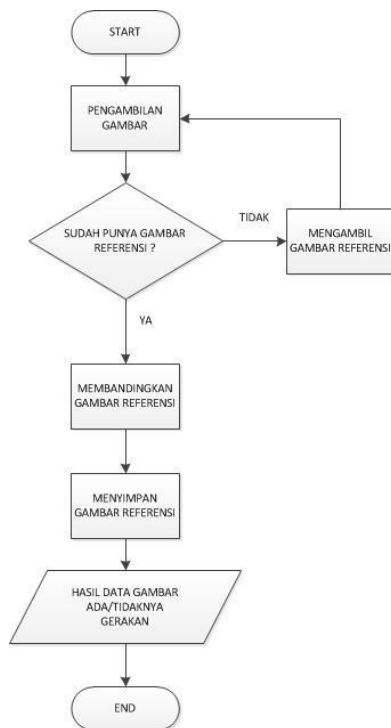 START
PENGAMBILAN
GAMBAR
SUDAH PUNYA GAMBAR
REFERENSI ?
TIDAK
MENGAMBIL
GAMBAR REFERENSI
YA
MEMBANDINGKAN
GAMBAR REFERENSI
MENYIMPAN
GAMBAR REFERENSI
HASIL DATA GAMBAR
ADA/TIDAKNYA
GERAKAN
END